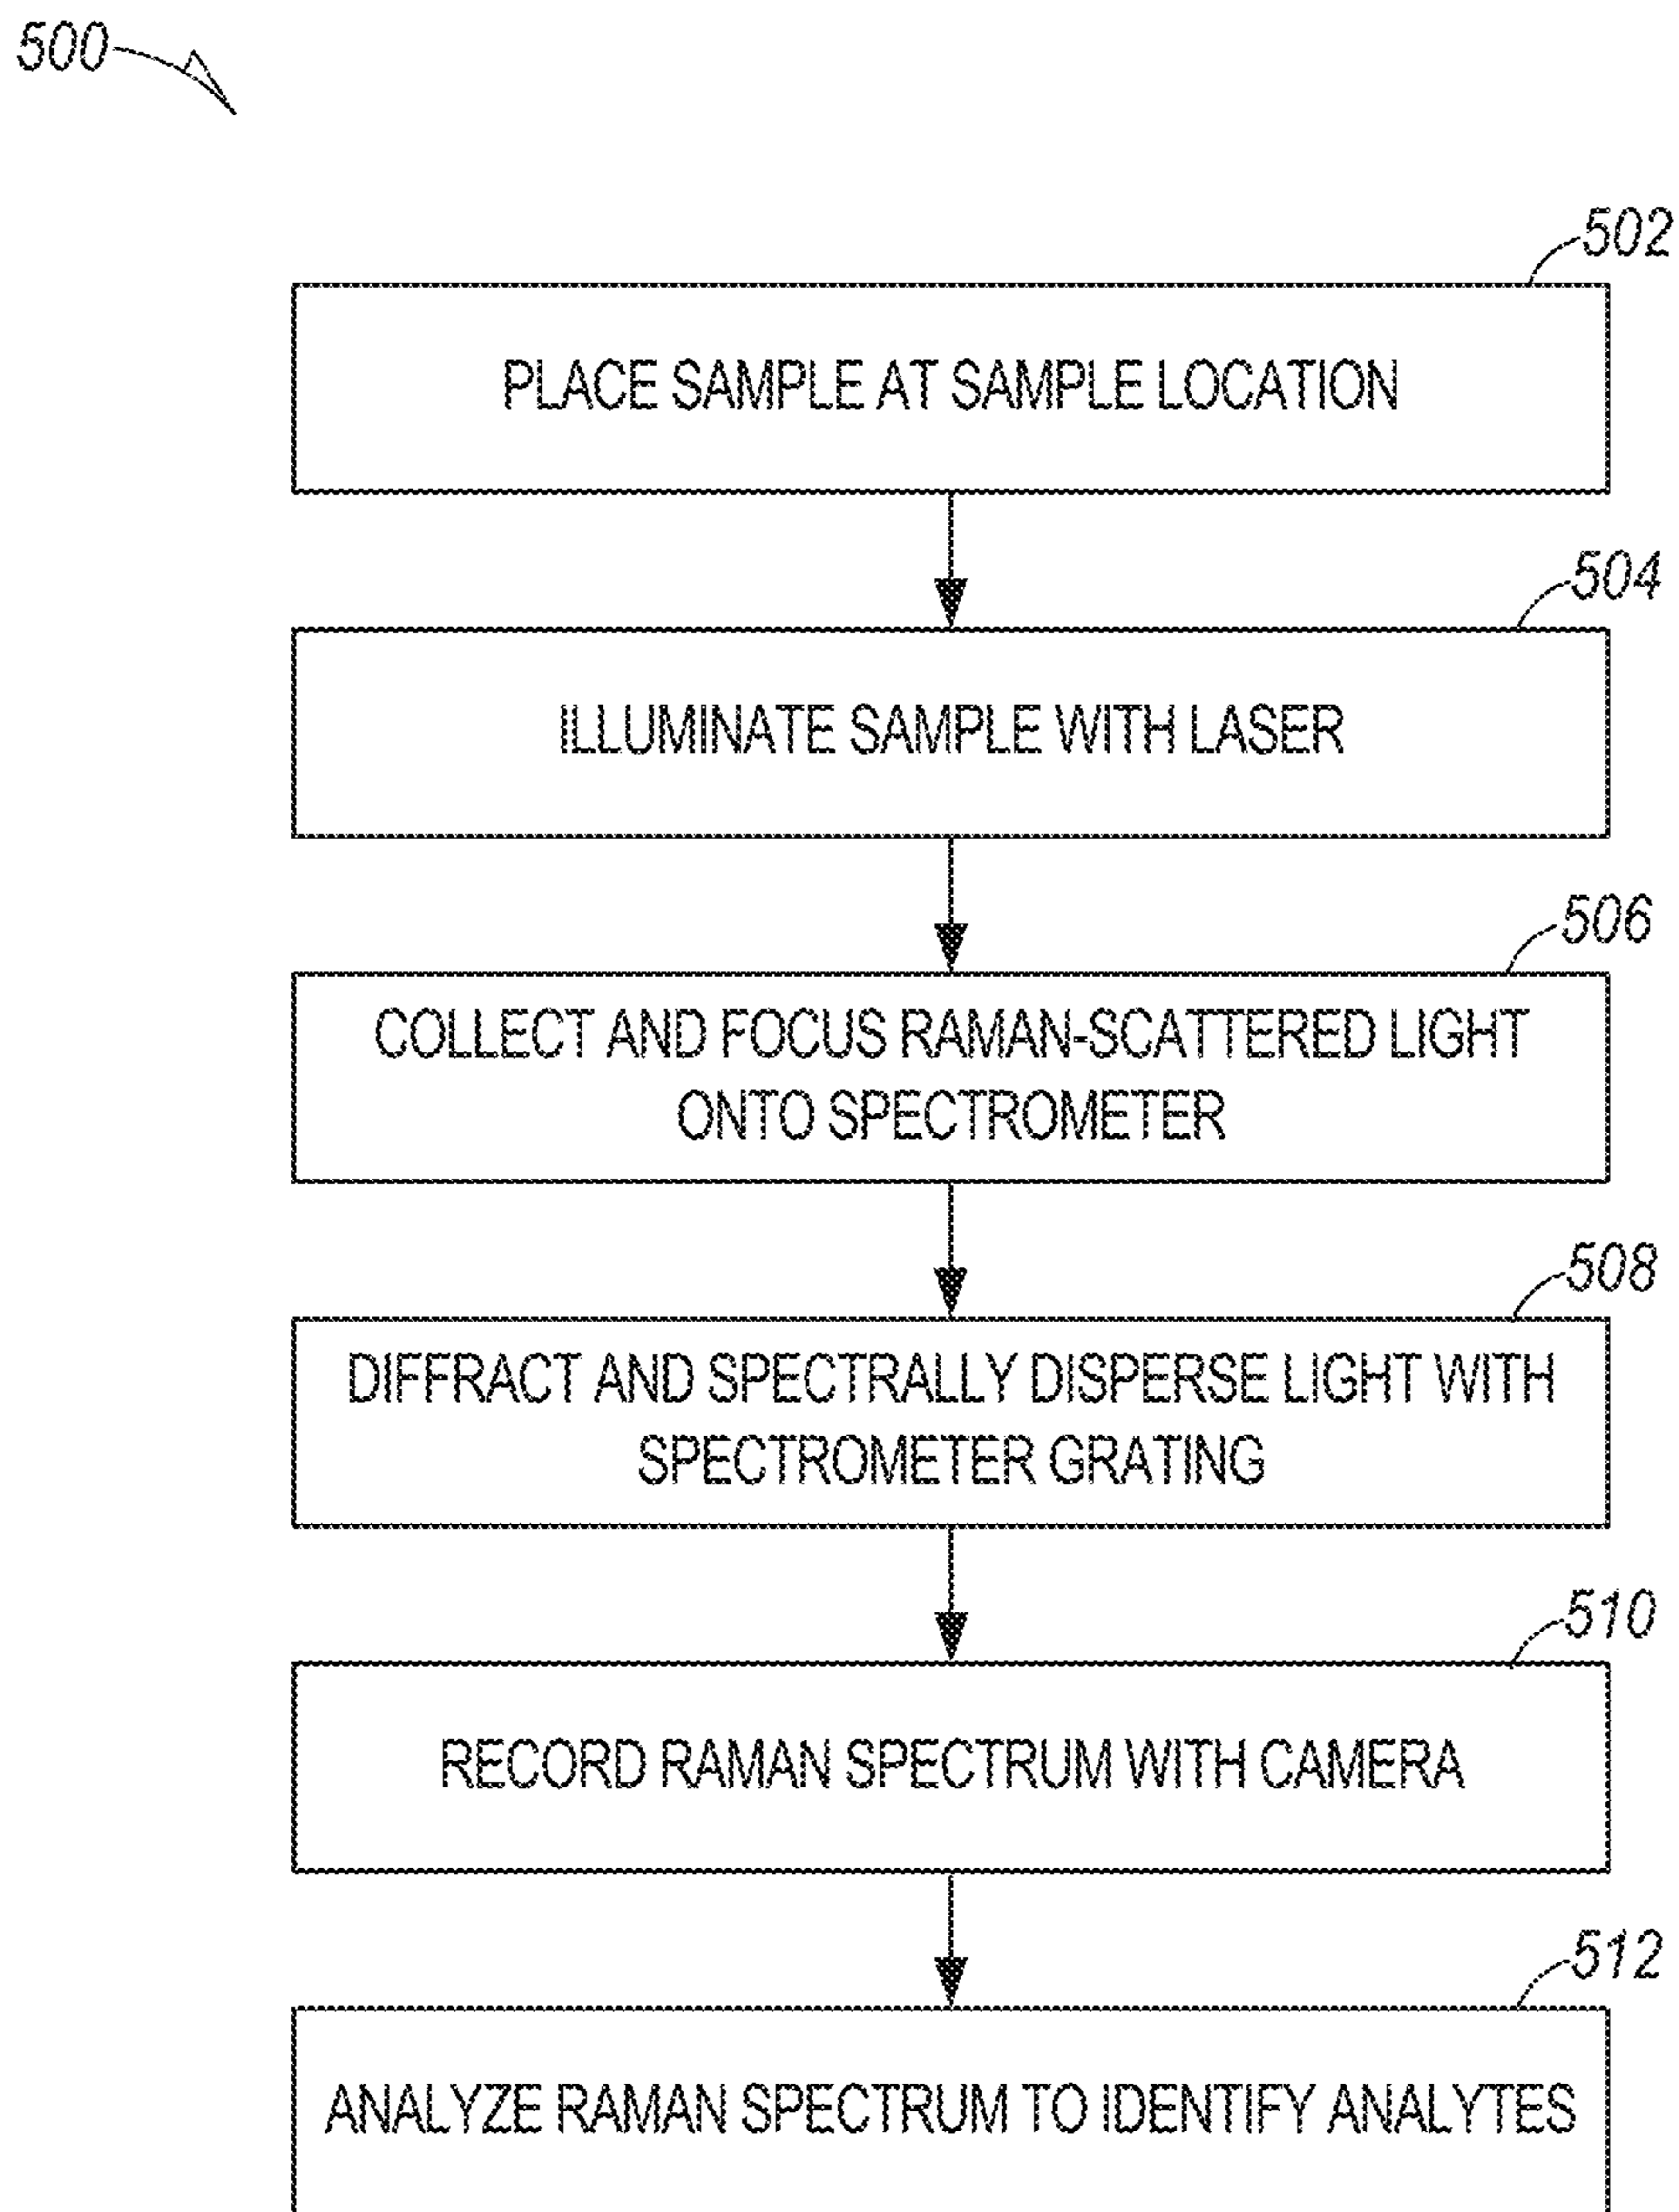 500
502
PLACE SAMPLE AT SAMPLE LOCATION
504
ILLUMINATE SAMPLE WITH LASER
506
COLLECT AND FOCUS RAMAN-SCATTERED LIGHT
ONTO SPECTROMETER
508
DIFFRACT AND SPECTRALLY DISPERSE LIGHT WITH
SPECTROMETER GRATING
510
RECORD RAMAN SPECTRUM WITH CAMERA
512
ANALYZE RAMAN SPECTRUM TO IDENTIFY ANALYTES